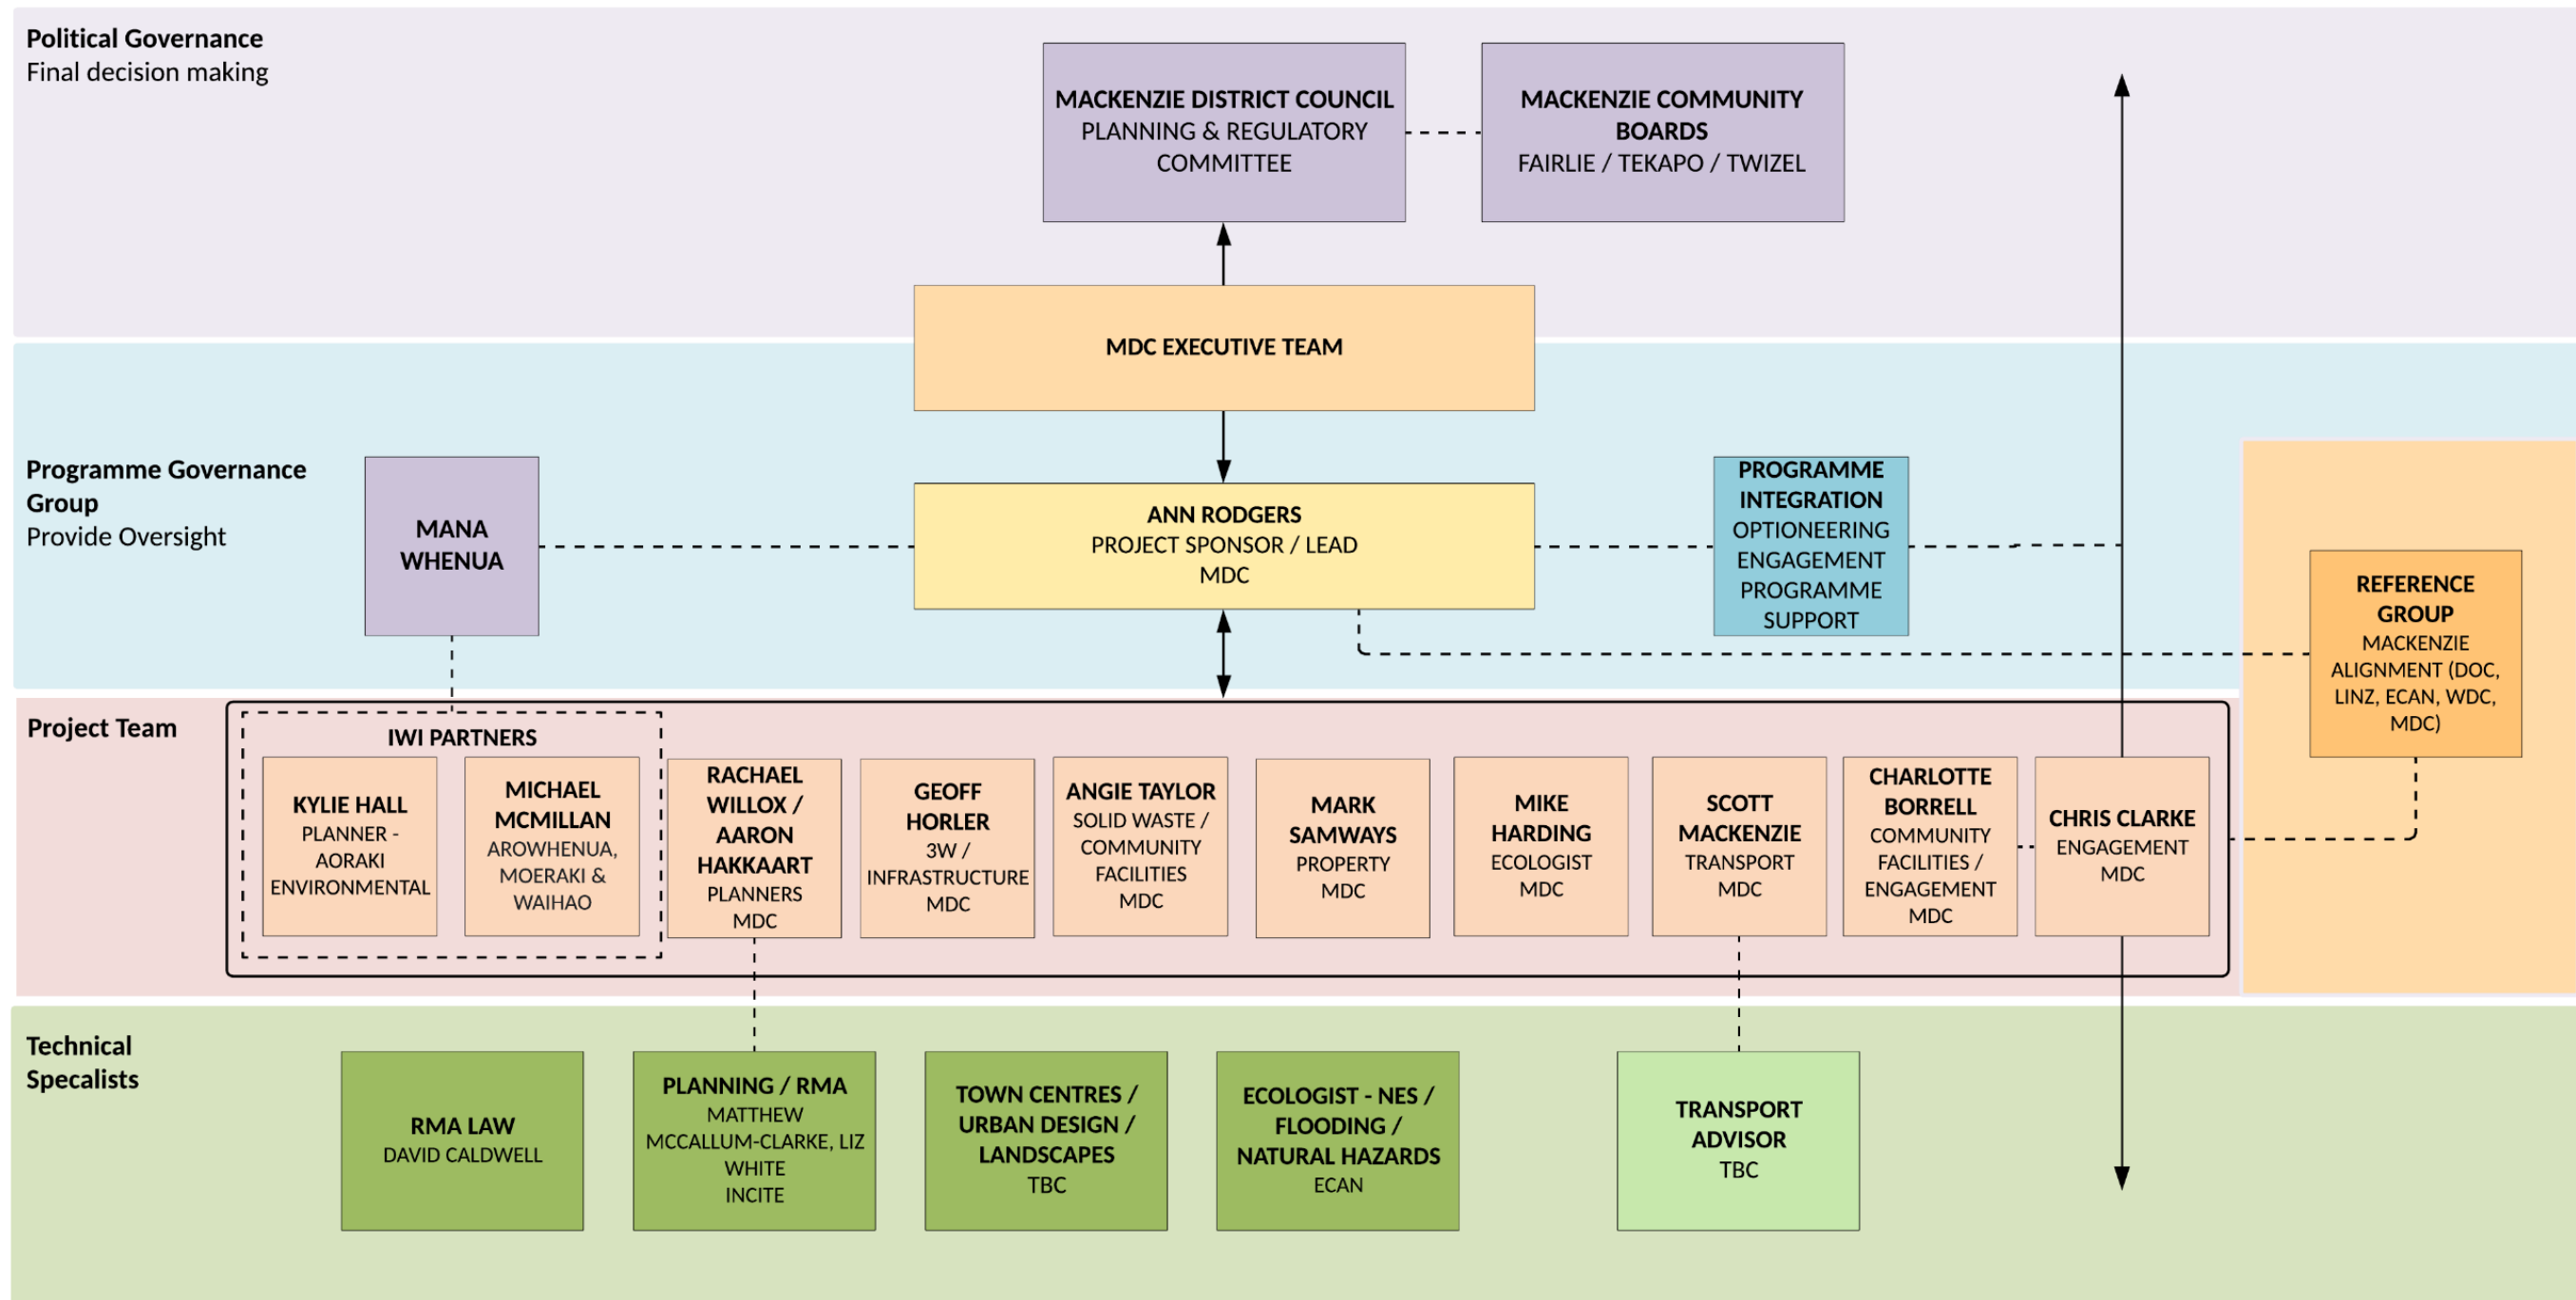 Political Governance
Final decision making
MACKENZIE DISTRICT COUNCIL
PLANNING & REGULATORY
COMMITTEE
MACKENZIE COMMUNITY
BOARDS
FAIRLIE / TEKAPO / TWIZEL
MDC EXECUTIVE TEAM
Programme Governance
Group
Provide Oversight
MANA
WHENUA
ANN RODGERS
PROJECT SPONSOR / LEAD
MDC
PROGRAMME
INTEGRATION
OPTIONEERING
ENGAGEMENT
PROGRAMME
SUPPORT
REFERENCE
GROUP
MACKENZIE
ALIGNMENT (DOC,
LINZ, ECAN, WDC,
MDC)
Project Team
IWI PARTNERS
KYLIE HALL
PLANNER -
AORAKI
ENVIRONMENTAL
MICHAEL
MCMILLAN
AROWHENUA,
MOERAKI &
WAIHAO
RACHAEL
WILLOX /
AARON
HAKKAART
PLANNERS
MDC
GEOFF
HORLER
3W /
INFRASTRUCTURE
MDC
ANGIE TAYLOR
SOLID WASTE /
COMMUNITY
FACILITIES
MDC
MARK
SAMWAYS
PROPERTY
MDC
MIKE
HARDING
ECOLOGIST
MDC
SCOTT
MACKENZIE
TRANSPORT
MDC
CHARLOTTE
BORRELL
COMMUNITY
FACILITIES /
ENGAGEMENT
MDC
CHRIS CLARKE
ENGAGEMENT
MDC
Technical
Specalists
RMA LAW
DAVID CALDWELL
PLANNING / RMA
MATTHEW
MCCALLUM-CLARKE, LIZ
WHITE
INCITE
TOWN CENTRES /
URBAN DESIGN /
LANDSCAPES
TBC
ECOLOGIST - NES /
FLOODING /
NATURAL HAZARDS
ECAN
TRANSPORT
ADVISOR
TBC